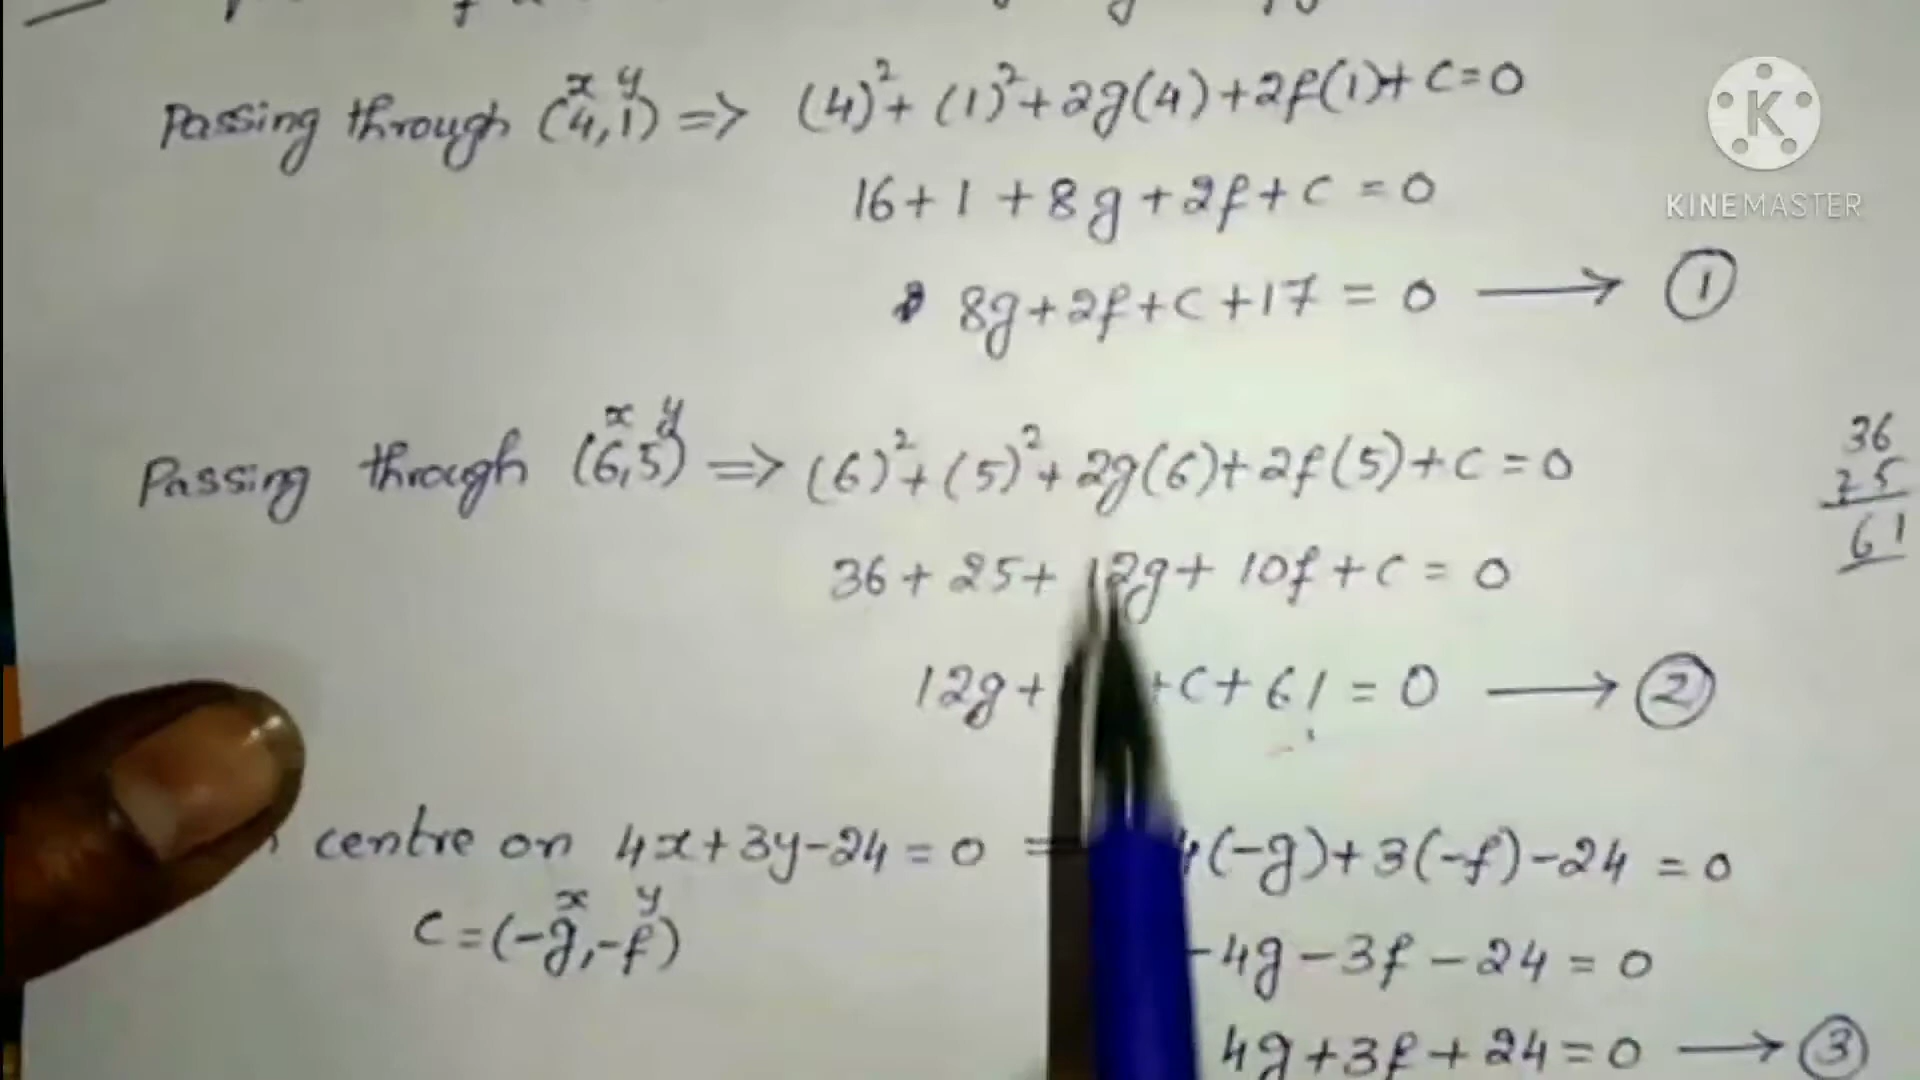 Passing through (4,1) => (4)²+(1)²+2g(4)+2f(1)+c=0
x y
16+1+8g+2f+c=0
8g+2f+c+17=0 → ①
Passing through (6,5) => (6)²+(5)²+2g(6)+2f(5)+c=0
x y
36
25
61
36+25+12g+10f+c=0
12g+ +c+61=0 → ②
centre on 4x+3y-24=0 4(-g)+3(-f)-24=0
x y
C=(-g,-f)
-4g-3f-24=0
4g+3f+24=0 → ③
K
KINEMASTER